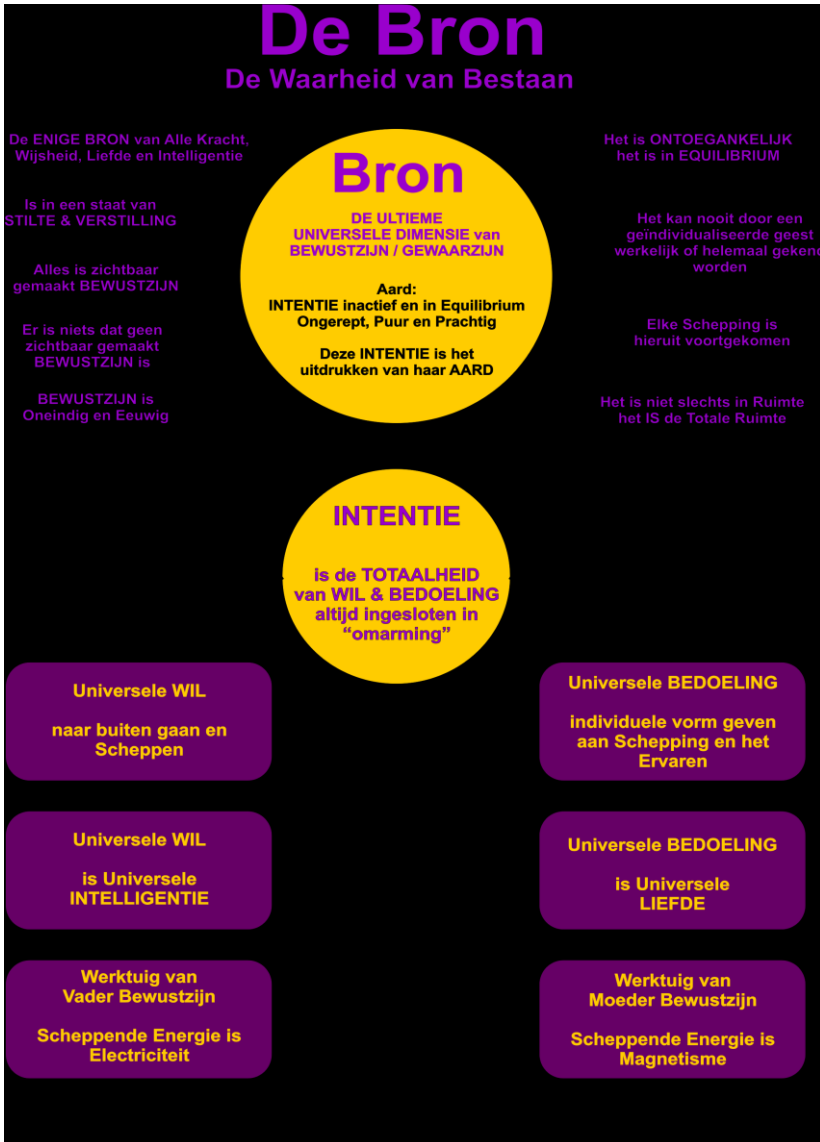 De Bron
De Waarheid van Bestaan
De ENIGE BRON van Alle Kracht,
Wijsheid, Liefde en Intelligentie
Is in een staat van
STILTE & VERSTILLING
Alles is zichtbaar
gemaakt BEWUSTZIJN
Er is niets dat geen
zichtbaar gemaakt
BEWUSTZIJN is
BEWUSTZIJN is
Oneindig en Eeuwig
Bron
DE ULTIEME
UNIVERSELE DIMENSIE van
BEWUSTZIJN / GEWAARZIJN
Aard:
INTENTIE inactief en in Equilibrium
Ongerept, Puur en Prachtig
Deze INTENTIE is het
uitdrukken van haar AARD
Het is ONTOEGANKELIJK
het is in EQUILIBRIUM
Het kan nooit door een
geïndividualiseerde geest
werkelijk of helemaal gekend
worden
Elke Schepping is
hieruit voortgekomen
Het is niet slechts in Ruimte
het IS de Totale Ruimte
INTENTIE
is de TOTAALHEID
van WIL & BEDOELING
altijd ingesloten in
“omarming”
Universele WIL
naar buiten gaan en
Scheppen
Universele BEDOELING
individuele vorm geven
aan Schepping en het
Ervaren
Universele WIL
is Universele
INTELLIGENTIE
Universele BEDOELING
is Universele
LIEFDE
Werktuig van
Vader Bewustzijn
Scheppende Energie is
Electriciteit
Werktuig van
Moeder Bewustzijn
Scheppende Energie is
Magnetisme